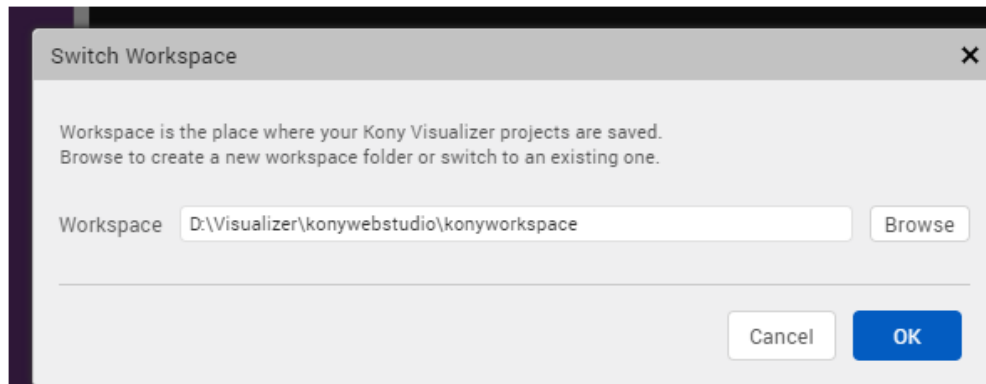 Switch Workspace
Workspace is the place where your Kony Visualizer projects are saved.
Browse to create a new workspace folder or switch to an existing one.
Workspace D:\Visualizer\konywebstudio\konyworkspace Browse
Cancel OK